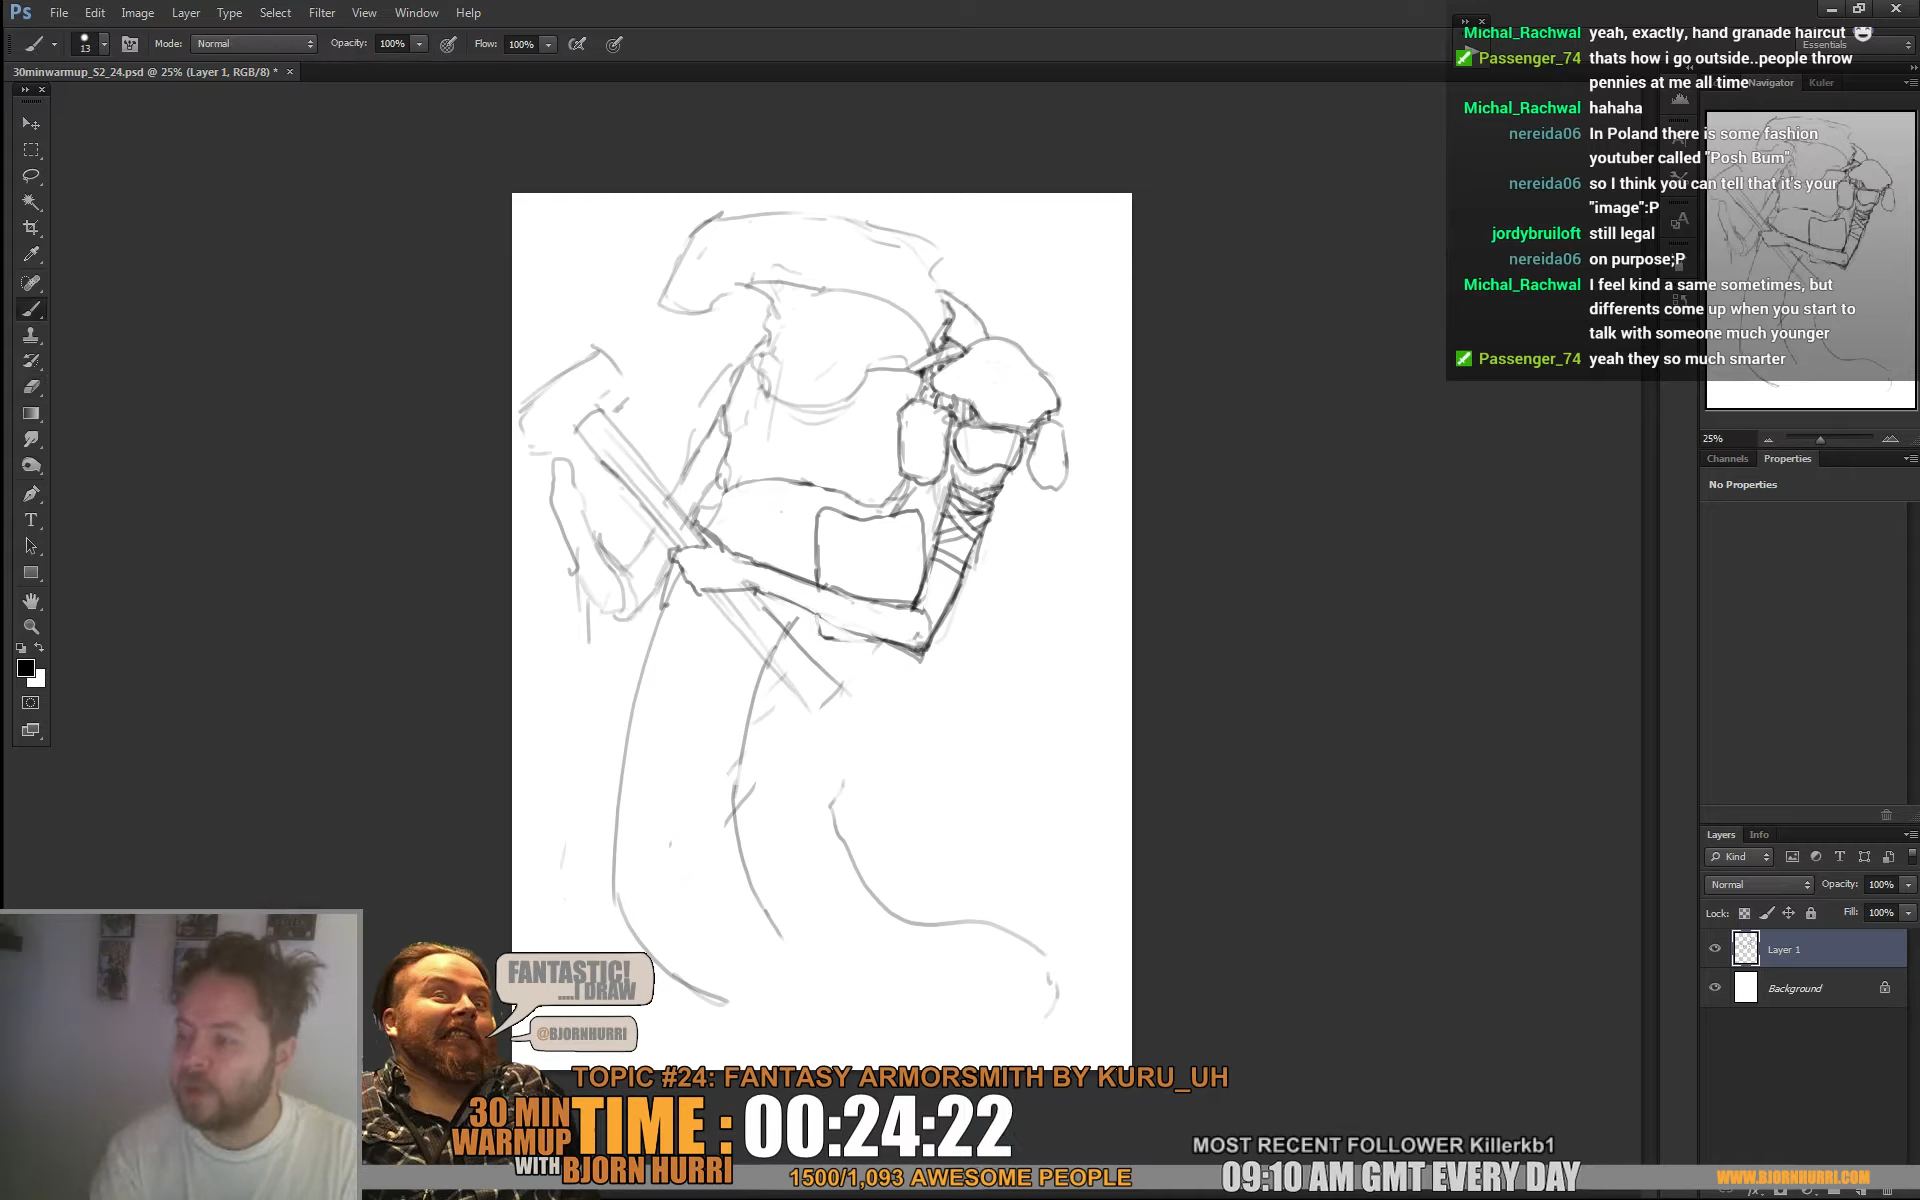 Ps File Edit Image Layer Type Select Filter View Window Help
13 Mode: Normal Opacity: 100% Flow: 100%
Essentials
30minwarmup_S2_24.psd @ 25% (Layer 1, RGB/8) * ×
Michal_Rachwal yeah, exactly, hand granade haircut
Passenger_74 thats how i go outside..people throw
pennies at me all time
Michal_Rachwal hahaha
nereida06 In Poland there is some fashion
youtuber called "Posh Bum"
nereida06 so I think you can tell that it's your
"image":P
jordybruiloft still legal
nereida06 on purpose;P
Michal_Rachwal I feel kind a same sometimes, but
differents come up when you start to
talk with someone much younger
Passenger_74 yeah they so much smarter
Navigator Kuler
25%
Channels Properties
No Properties
Layers Info
Kind
Normal Opacity: 100%
Lock: Fill: 100%
Layer 1
Background
FANTASTIC!
....I DRAW
@BJORNHURRI
TOPIC #24: FANTASY ARMORSMITH BY KURU_UH
30 MIN
WARMUP
WITH BJORN HURRI
TIME : 00:24:22
1500/1,093 AWESOME PEOPLE
MOST RECENT FOLLOWER Killerkb1
09:10 AM GMT EVERY DAY
WWW.BJORNHURRI.COM